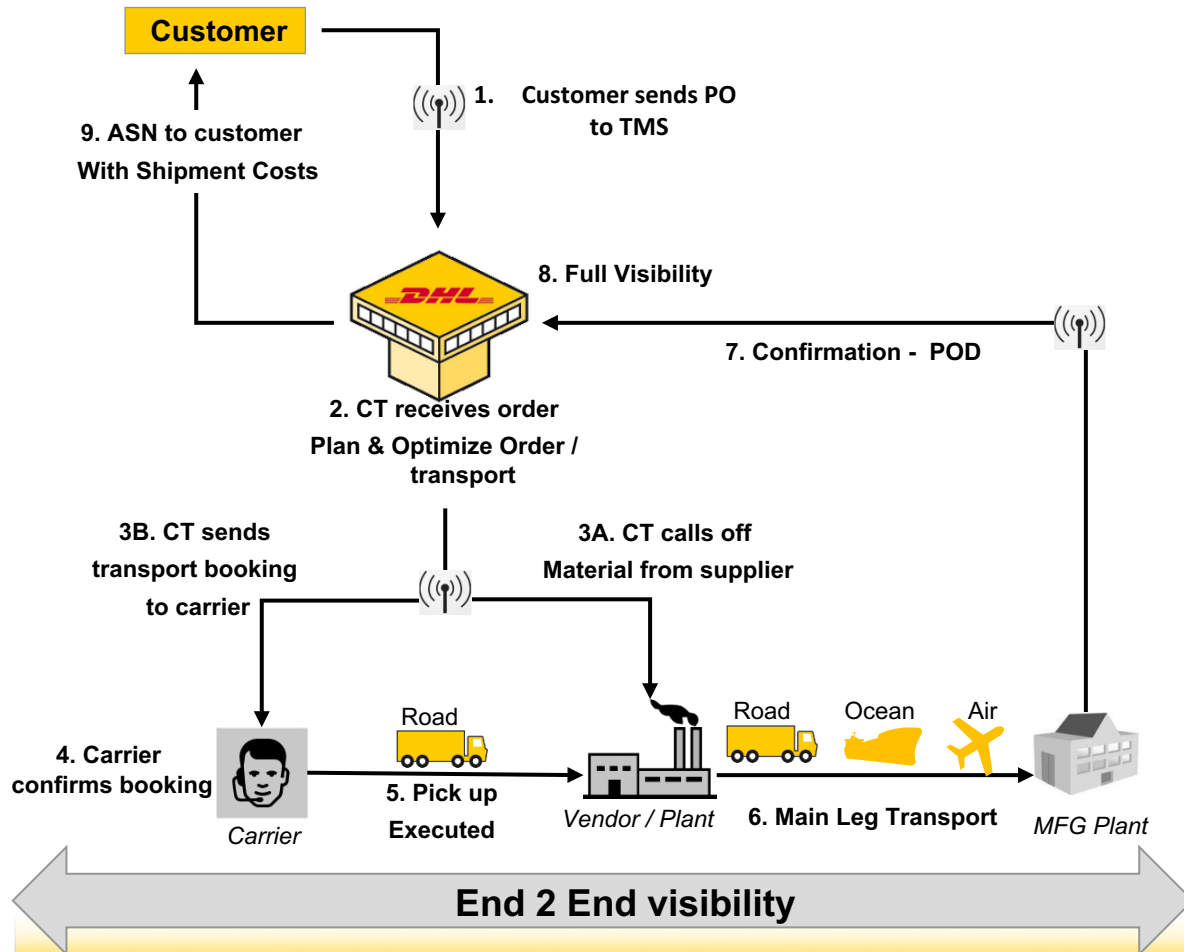 Customer
1. Customer sends PO
to TMS
9. ASN to customer
With Shipment Costs
DHL
8. Full Visibility
7. Confirmation - POD
2. CT receives order
Plan & Optimize Order /
transport
3B. CT sends
transport booking
to carrier
3A. CT calls off
Material from supplier
4. Carrier
confirms booking
Carrier
Road
5. Pick up
Executed
Vendor / Plant
Road
Ocean
Air
6. Main Leg Transport
MFG Plant
End 2 End visibility